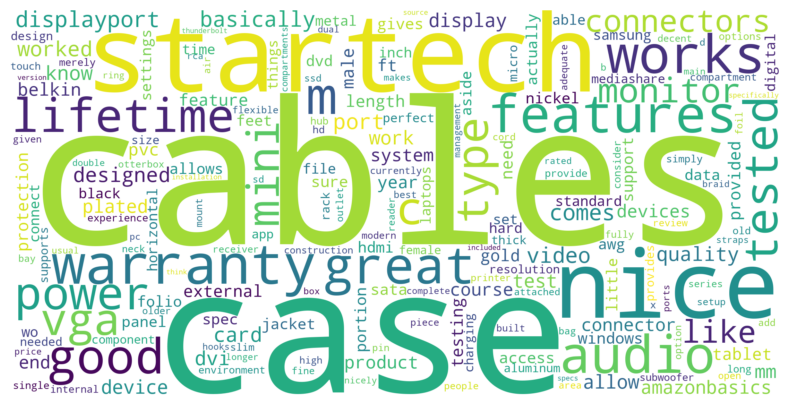 displayport
basically
metal
gives
source
thunderbolt
dual
display
able
micro
connectors
design
worked
settings
time
dvd
inch
air
rca
compartments
samsung
actually
decent
d
options
touch
know
things
male
ft
startech
works
b
main
compartment
version
merely
ring
belkin
feature
aside
nickel
mediashare
adequate
specifically
digital
lifetime
m
length
ssd
makes
monitor
open
foil
given
flexible
perfect
port
features
size
pvc
feet
hub
hd
work
management
cord
need
rated
provide
consider
simply
tested
double
otterbox
designed
allows
file
system
mini
type
c
laptops
support
data
provided
protection
installation
sd
currently
cables
connect
black
plated
sure
year
best
set
standard
devices
braid
experience
mount
app
rack
outlet
reader
hard
comes
fully
review
old
straps
supports
pc
horizontal
hdmi
female
modern
thick
gold
awg
video
quality
bay
usual
neck
receiver
construction
warranty
great
nice
think
included
resolution
little
provides
printer
series
power
folio
external
sata
test
attached
setup
x
older
box
complete
wo
panel
spec
card
jacket
portion
course
testing
charging
connector
windows
ports
add
like
vga
needed
component
hooks
slim
piece
built
access
aluminum
bag
option
tablet
mm
price
end
good
dvi
longer
case
product
pin
audio
area
specs
subwoofer
amazonbasics
single
internal
device
environment
high
fine
nicely
people